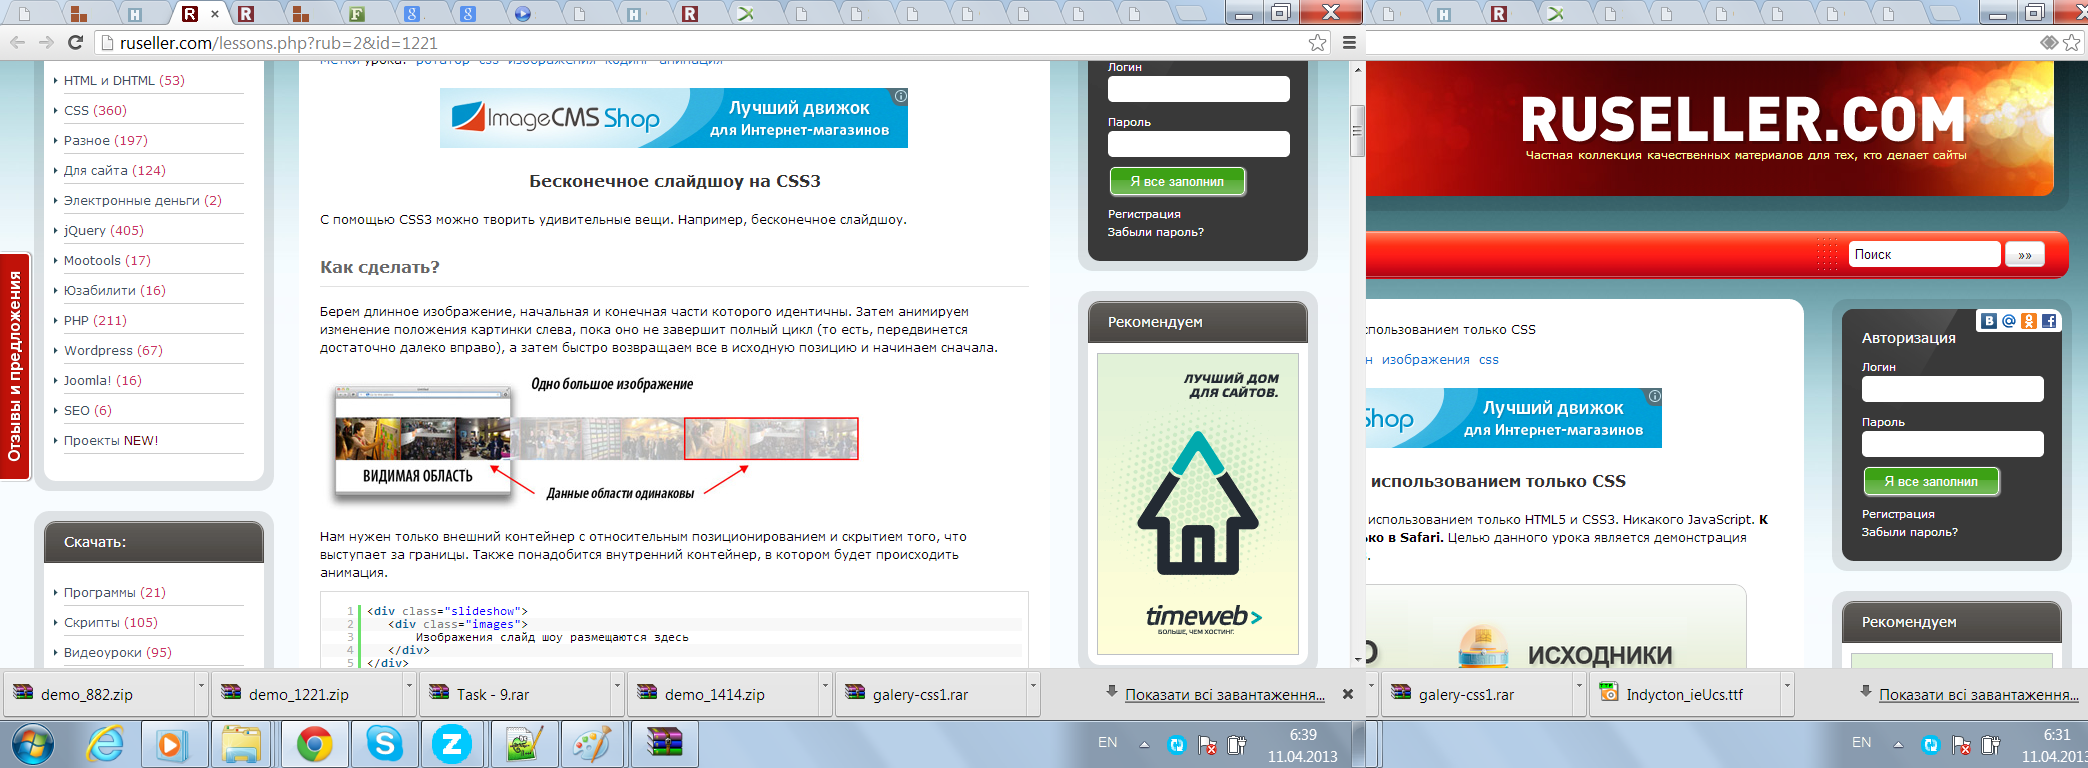 ruseller.com/lessons.php?rub=2&id=1221
HTML и DHTML (53)
CSS (360)
Разное (197)
Для сайта (124)
Электронные деньги (2)
jQuery (405)
Mootools (17)
Юзабилити (16)
PHP (211)
Wordpress (67)
Joomla! (16)
SEO (6)
Проекты NEW!
Отзывы и предложения
Скачать:
Программы (21)
Скрипты (105)
Видеоуроки (95)
Метки урока: ротатор css изображения кодинг анимация
ImageCMS Shop
Лучший движок
для Интернет-магазинов
Бесконечное слайдшоу на CSS3
С помощью CSS3 можно творить удивительные вещи. Например, бесконечное слайдшоу.
Как сделать?
Берем длинное изображение, начальная и конечная части которого идентичны. Затем анимируем
изменение положения картинки слева, пока оно не завершит полный цикл (то есть, передвинется
достаточно далеко вправо), а затем быстро возвращаем все в исходную позицию и начинаем сначала.
Одно большое изображение
ВИДИМАЯ ОБЛАСТЬ
Данные области одинаковы
Нам нужен только внешний контейнер с относительным позиционированием и скрытием того, что
выступает за границы. Также понадобится внутренний контейнер, в котором будет происходить
анимация.
1 <div class="slideshow">
2 <div class="images">
3 Изображения слайд шоу размещаются здесь
4 </div>
5 </div>
Логин
Пароль
Я все заполнил
Регистрация
Забыли пароль?
Рекомендуем
ЛУЧШИЙ ДОМ
ДЛЯ САЙТОВ.
timeweb>
БОЛЬШЕ, ЧЕМ ХОСТИНГ.
demo_882.zip
demo_1221.zip
Task - 9.rar
demo_1414.zip
galery-css1.rar
Показати всі завантаження...
EN
6:39
11.04.2013
RUSELLER.COM
Частная коллекция качественных материалов для тех, кто делает сайты
Поиск
»»
спользованием только CSS
н изображения css
Shop
Лучший движок
для Интернет-магазинов
использованием только CSS
использованием только HTML5 и CSS3. Никакого JavaScript. К
ко в Safari. Целью данного урока является демонстрация
О
ИСХОДНИКИ
Авторизация
Логин
Пароль
Я все заполнил
Регистрация
Забыли пароль?
Рекомендуем
galery-css1.rar
Indycton_ieUcs.ttf
Показати всі завантаження...
EN
6:31
11.04.2013